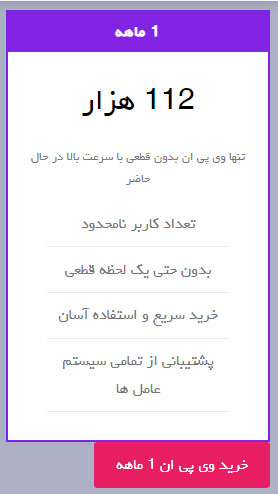 1 ماهه
112 هزار
تنها وی پی ان بدون قطعی با سرعت بالا در حال
حاضر
تعداد کاربر نامحدود
بدون حتی یک لحظه قطعی
خرید سریع و استفاده آسان
پشتیبانی از تمامی سیستم
عامل ها
خرید وی پی ان 1 ماهه